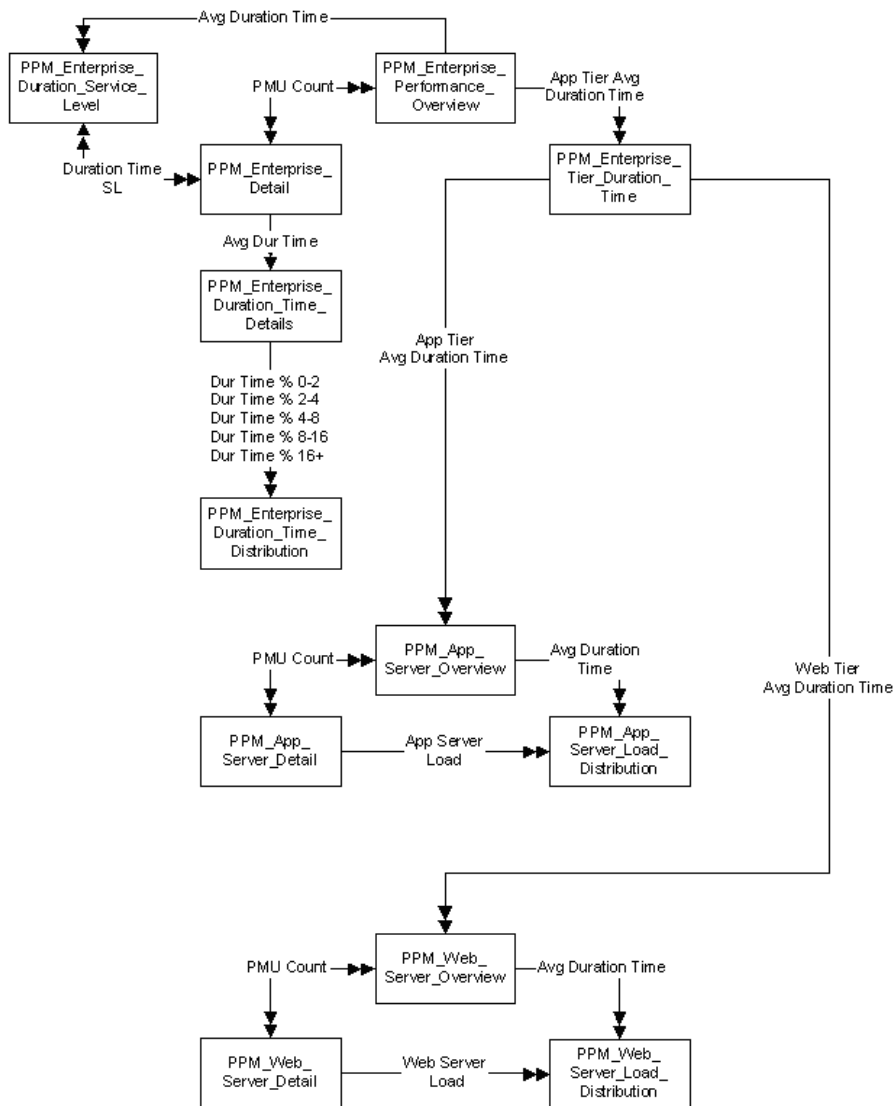 Avg Duration Time
PPM_Enterprise_
Duration_Service_
Level
PMU Count
PPM_Enterprise_
Performance_
Overview
App Tier Avg
Duration Time
Duration Time
SL
PPM_Enterprise_
Detail
PPM_Enterprise_
Tier_Duration_
Time
Avg Dur Time
PPM_Enterprise_
Duration_Time_
Details
App Tier
Avg Duration Time
Dur Time % 0-2
Dur Time % 2-4
Dur Time % 4-8
Dur Time % 8-16
Dur Time % 16+
PPM_Enterprise_
Duration_Time_
Distribution
PMU Count
PPM_App_
Server_Overview
Avg Duration
Time
Web Tier
Avg Duration Time
PPM_App_
Server_Detail
App Server
Load
PPM_App_
Server_Load_
Distribution
PMU Count
PPM_Web_
Server_Overview
Avg Duration Time
PPM_Web_
Server_Detail
Web Server
Load
PPM_Web_
Server_Load_
Distribution